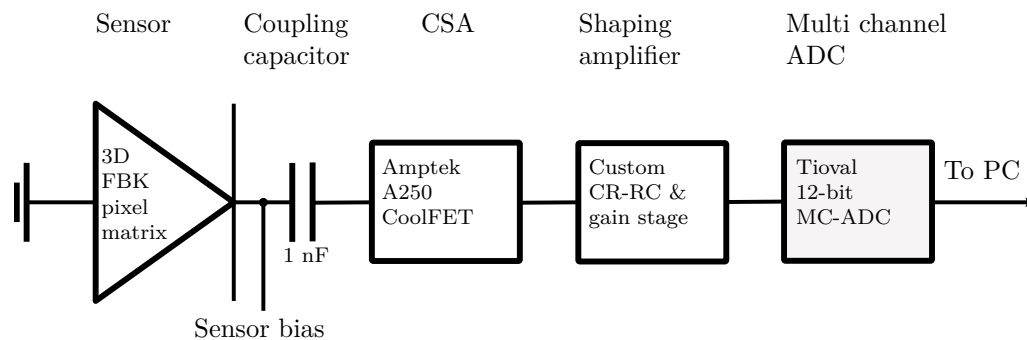 Sensor
Coupling
capacitor
CSA
Shaping
amplifier
Multi channel
ADC
3D
FBK
pixel
matrix
1 nF
Sensor bias
Amptek
A250
CoolFET
Custom
CR-RC &
gain stage
Tioval
12-bit
MC-ADC
To PC